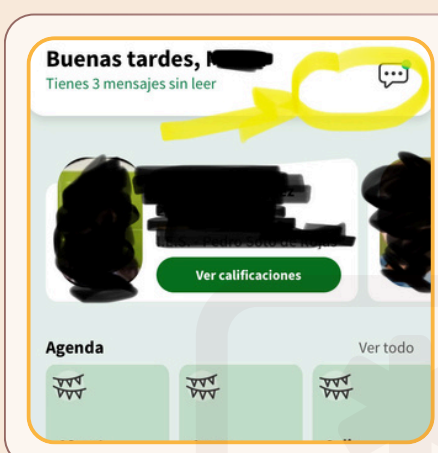 Buenas tardes,
Tienes 3 mensajes sin leer
Ver calificaciones
Agenda
Ver todo